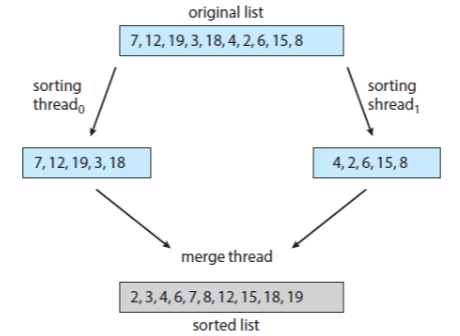 original list
7, 12, 19, 3, 18, 4, 2, 6, 15, 8
sorting
thread0
sorting
shread1
7, 12, 19, 3, 18
4, 2, 6, 15, 8
merge thread
2, 3, 4, 6, 7, 8, 12, 15, 18, 19
sorted list